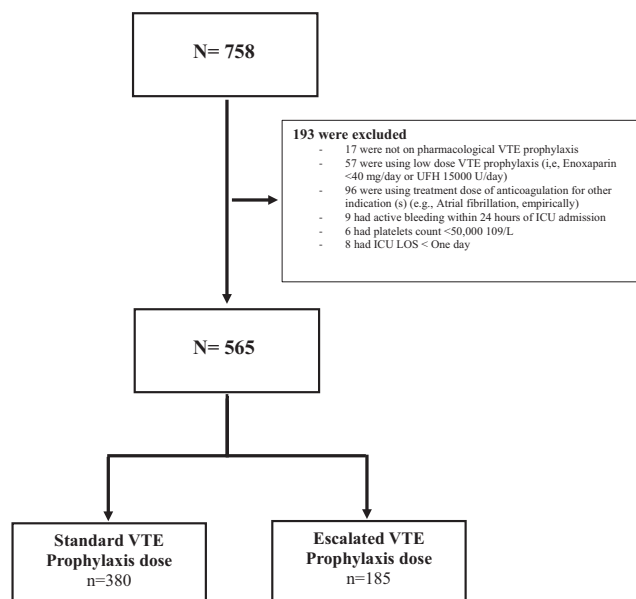 N= 758
193 were excluded
- 17 were not on pharmacological VTE prophylaxis
- 57 were using low dose VTE prophylaxis (i,e, Enoxaparin
<40 mg/day or UFH 15000 U/day)
- 96 were using treatment dose of anticoagulation for other
indication (s) (e.g., Atrial fibrillation, empirically)
- 9 had active bleeding within 24 hours of ICU admission
- 6 had platelets count <50,000 109/L
- 8 had ICU LOS < One day
N= 565
Standard VTE
Prophylaxis dose
n=380
Escalated VTE
Prophylaxis dose
n=185